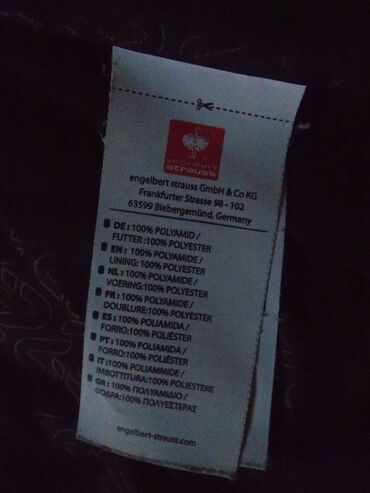 engelbert
strauss
engelbert strauss GmbH & Co KG
Frankfurter Strasse 98 - 102
63599 Biebergemünd, Germany
DE : 100% POLYAMID /
FUTTER :100% POLYESTER
EN : 100% POLYAMIDE /
LINING: 100% POLYESTER
NL : 100% POLYAMIDE /
VOERING:100% POLYESTER
FR : 100% POLYAMIDE /
DOUBLURE:100% POLYESTER
ES : 100% POLIAMIDA /
FORRO:100% POLIÉSTER
PT : 100% POLIAMIDA /
FORRO:100% POLIÉSTER
IT :100% POLIAMMIDE /
IMBOTTITURA:100% POLIESTERE
GR : 100% ΠΟΛΥΑΜΙΔΙΟ /
ΦΟΔΡΑ:100% ΠΟΛΥΕΣΤΕΡΑΣ
engelbert-strauss.com